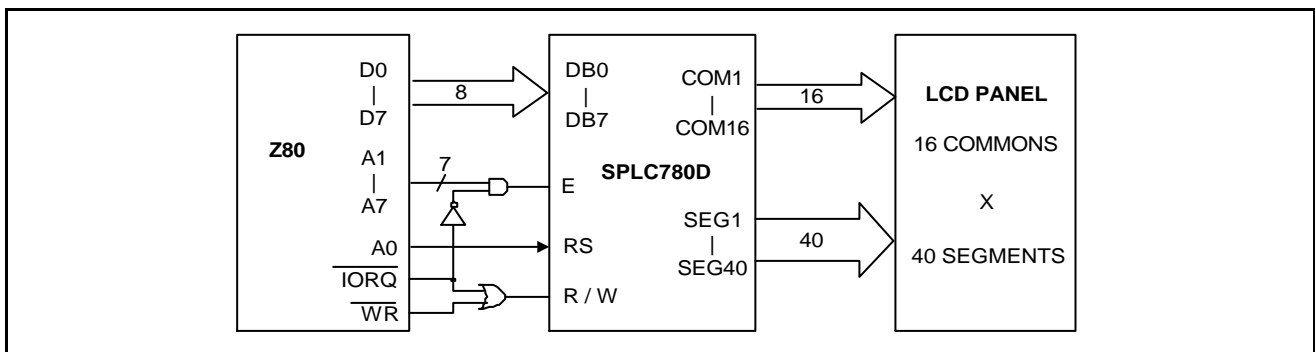 Z80
D0
|
D7
A1
|
A7
A0
IORQ
WR
8
7
DB0
|
DB7
E
RS
R / W
SPLC780D
COM1
|
COM16
SEG1
|
SEG40
16
40
LCD PANEL
16 COMMONS
X
40 SEGMENTS